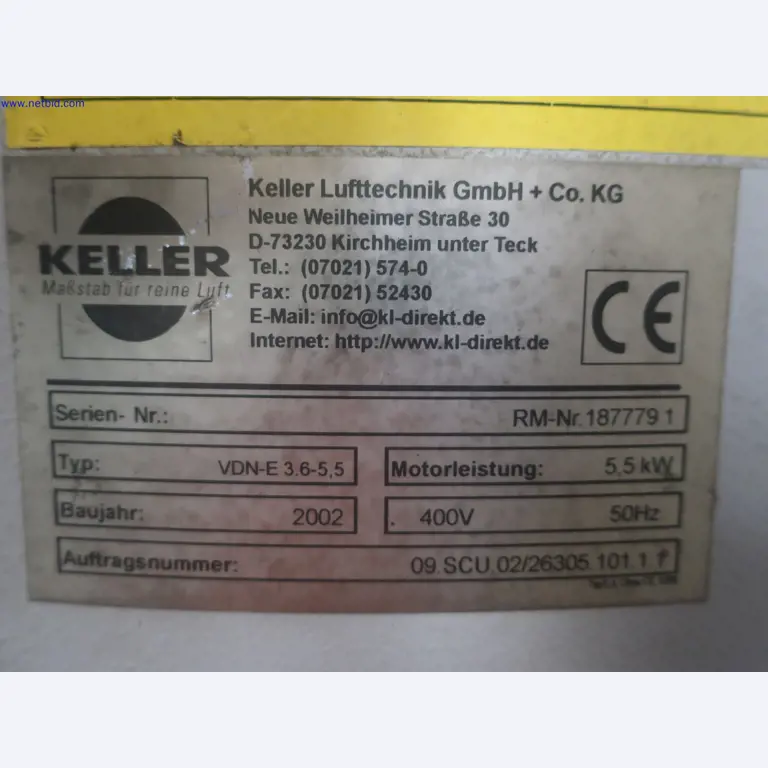 www.netbid.com
Keller Lufttechnik GmbH + Co. KG
Neue Weilheimer Straße 30
D-73230 Kirchheim unter Teck
Tel.: (07021) 574-0
Fax: (07021) 52430
E-Mail: info@kl-direkt.de
Internet: http://www.kl-direkt.de
KELLER
Maßstab für reine Luft
CE
Serien- Nr.: RM-Nr.187779 1
Typ: VDN-E 3.6-5,5 Motorleistung: 5,5 kW
Baujahr: 2002 . 400V 50Hz
Auftragsnummer: 09.SCU.02/26305.101.1.1